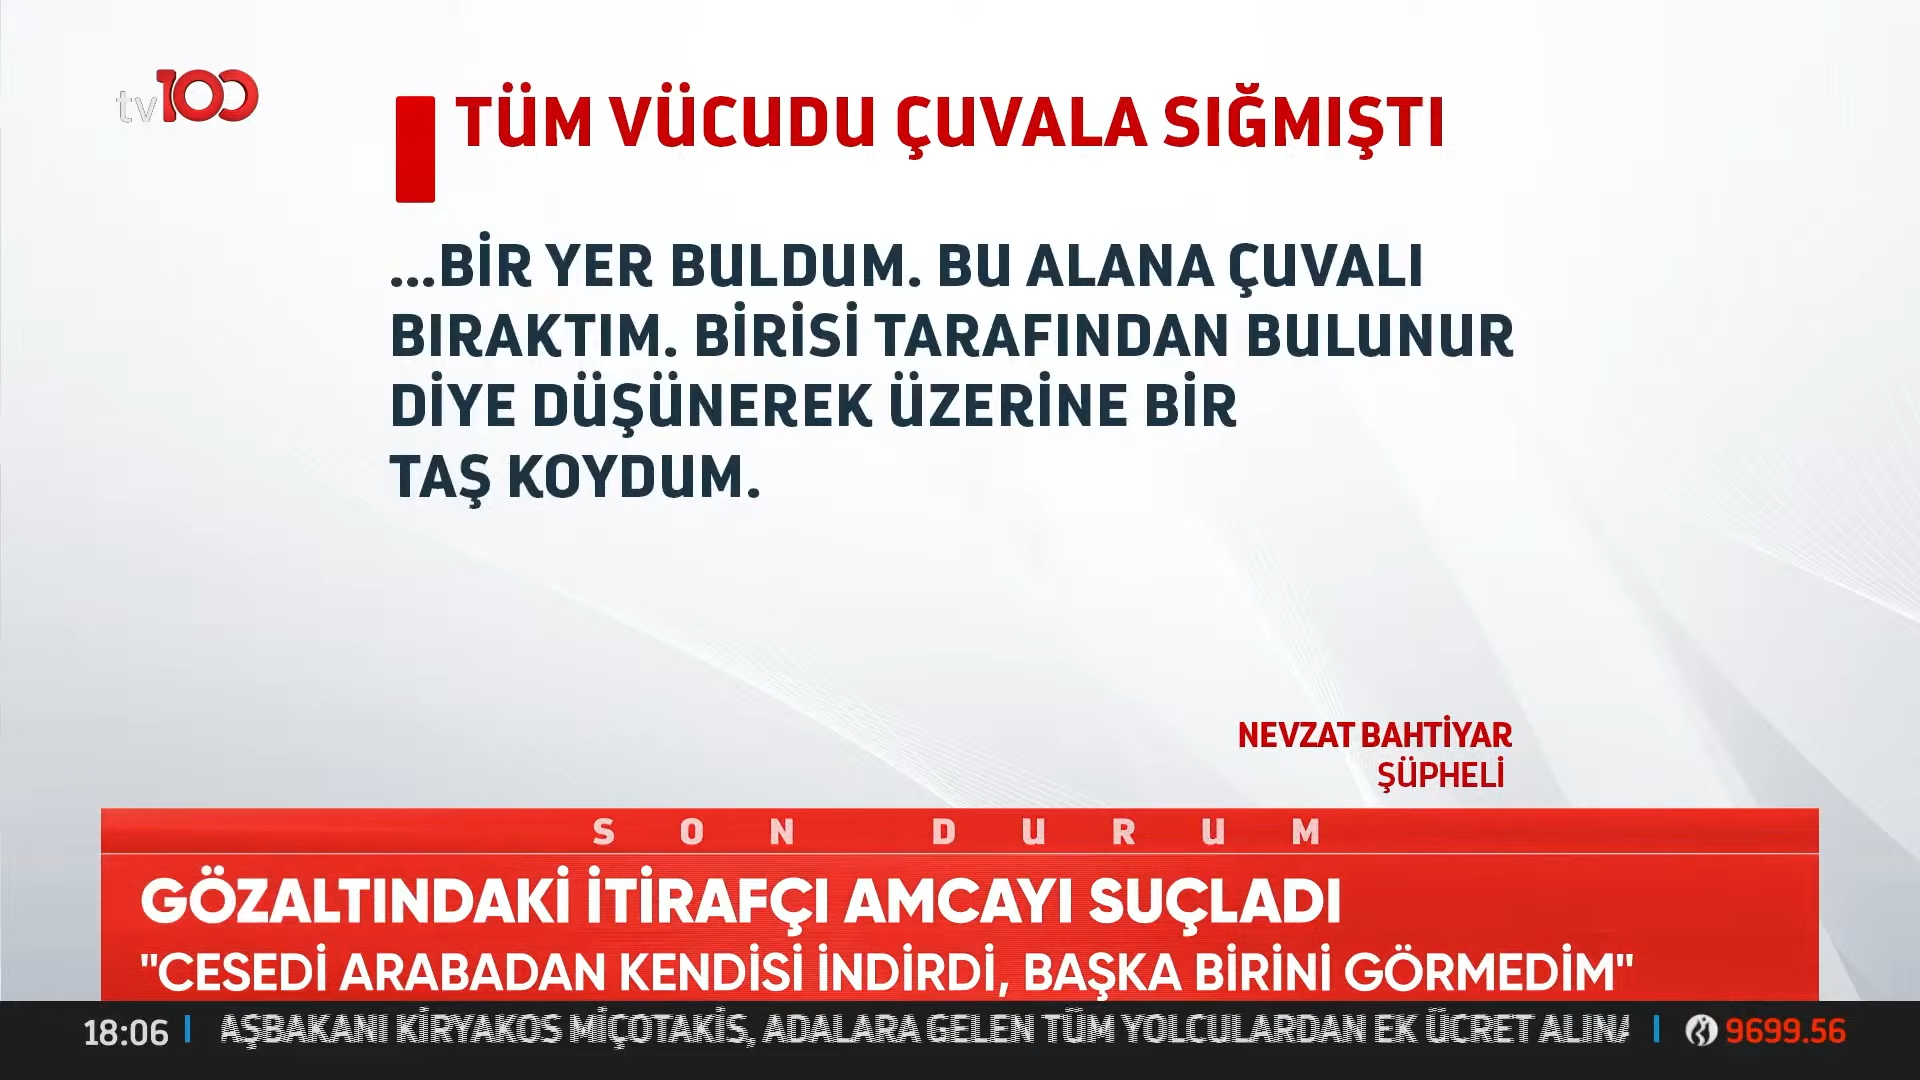 tv100
TÜM VÜCUDU ÇUVALA SIĞMIŞTI
...BİR YER BULDUM. BU ALANA ÇUVALI
BIRAKTIM. BİRİSİ TARAFINDAN BULUNUR
DİYE DÜŞÜNEREK ÜZERİNE BİR
TAŞ KOYDUM.
NEVZAT BAHTİYAR
ŞÜPHELİ
SON DURUM
GÖZALTINDAKİ İTİRAFÇI AMCAYI SUÇLADI
"CESEDİ ARABADAN KENDİSİ İNDİRDİ, BAŞKA BİRİNİ GÖRMEDİM"
18:06 AŞBAKANI KİRYAKOS MİÇOTAKİS, ADALARA GELEN TÜM YOLCULARDAN EK ÜCRET ALINA 9699.56